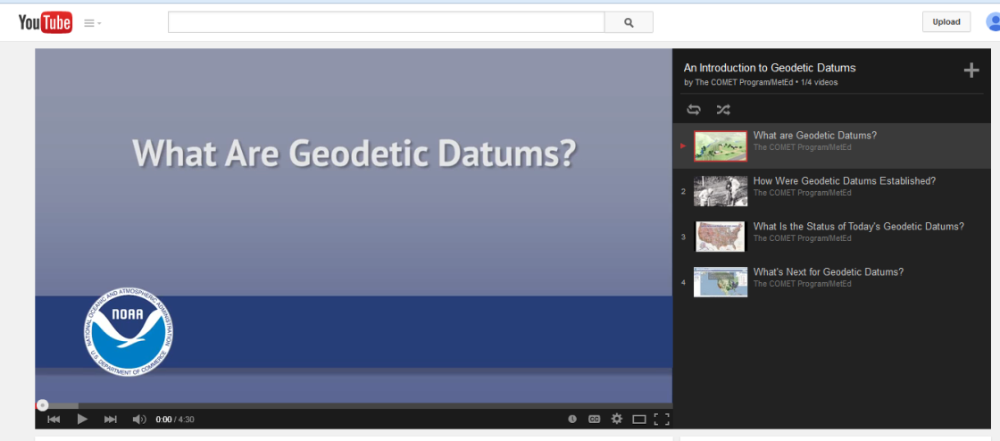 YouTube
Upload
What Are Geodetic Datums?
NATIONAL OCEANIC AND ATMOSPHERIC ADMINISTRATION
NOAA
U.S. DEPARTMENT OF COMMERCE
0:00 / 4:30
CC
An Introduction to Geodetic Datums
by The COMET Program/MetEd • 1/4 videos
What are Geodetic Datums?
The COMET Program/MetEd
2
How Were Geodetic Datums Established?
The COMET Program/MetEd
3
What Is the Status of Today's Geodetic Datums?
The COMET Program/MetEd
4
What's Next for Geodetic Datums?
The COMET Program/MetEd